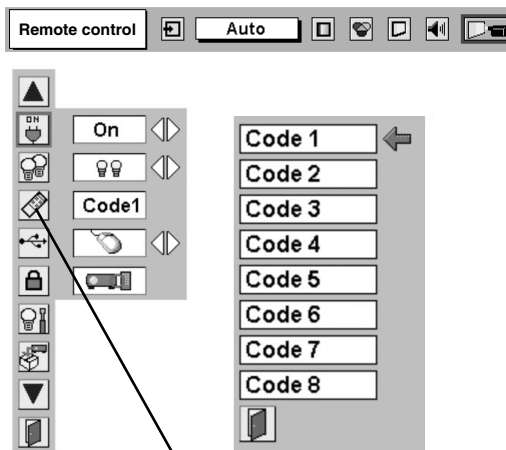 Remote control
Auto
ON
On
Code1
Code 1
Code 2
Code 3
Code 4
Code 5
Code 6
Code 7
Code 8